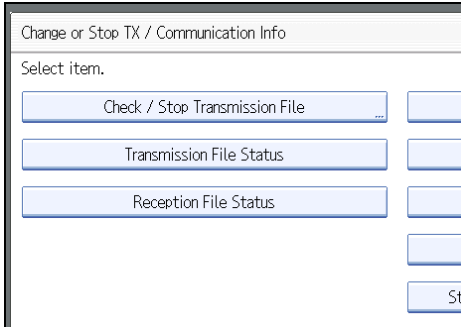 Change or Stop TX / Communication Info
Select item.
Check / Stop Transmission File
Transmission File Status
Reception File Status